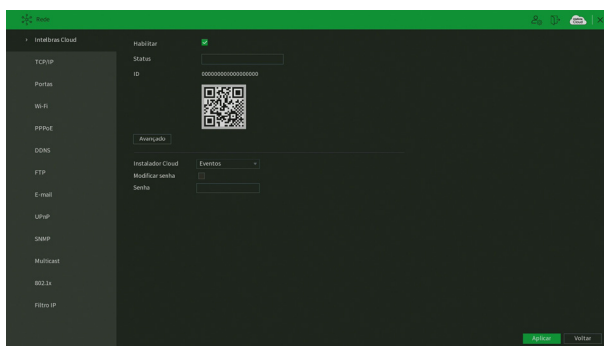 Rede
Intelbras Cloud
TCP/IP
Portas
Wi-Fi
PPPoE
DDNS
FTP
E-mail
UPnP
SNMP
Multicast
802.1x
Filtro IP
Habilitar
Status
ID 000000000000000000
Avançado
Instalador Cloud Eventos
Modificar senha
Senha
Aplicar Voltar